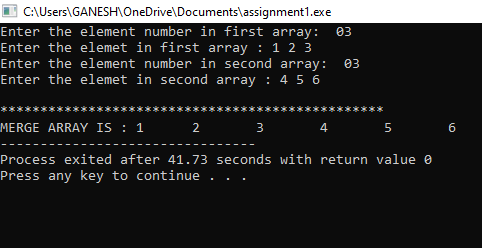 C:\Users\GANESH\OneDrive\Documents\assignment1.exe
Enter the element number in first array:  03
Enter the elemet in first array : 1 2 3
Enter the element number in second array:  03
Enter the elemet in second array : 4 5 6
*************************************************
MERGE ARRAY IS : 1      2       3       4       5       6
--------------------------------
Process exited after 41.73 seconds with return value 0
Press any key to continue . . .